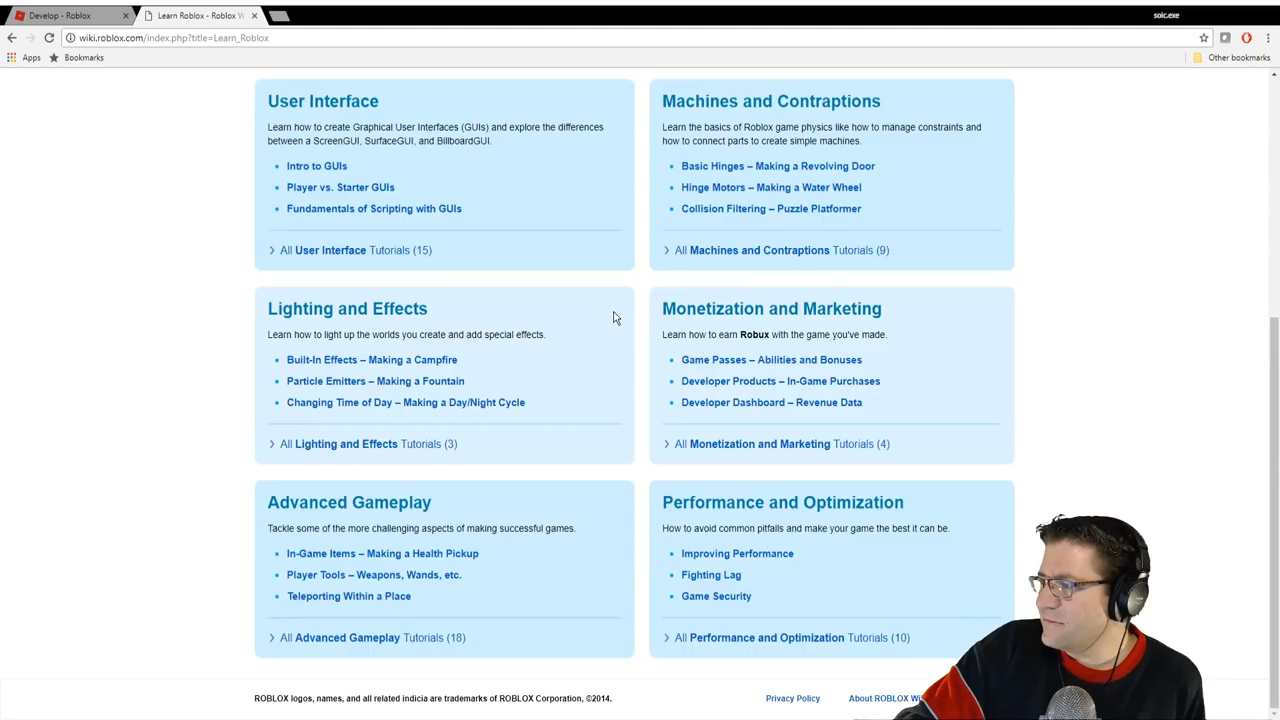 Develop - Roblox
Learn Roblox - Roblox W
soic.exe
wiki.roblox.com/index.php?title=Learn_Roblox
Apps
Bookmarks
Other bookmarks
User Interface
Learn how to create Graphical User Interfaces (GUIs) and explore the differences
between a ScreenGUI, SurfaceGUI, and BillboardGUI.
Intro to GUIs
Player vs. Starter GUIs
Fundamentals of Scripting with GUIs
All User Interface Tutorials (15)
Machines and Contraptions
Learn the basics of Roblox game physics like how to manage constraints and
how to connect parts to create simple machines.
Basic Hinges – Making a Revolving Door
Hinge Motors – Making a Water Wheel
Collision Filtering – Puzzle Platformer
All Machines and Contraptions Tutorials (9)
Lighting and Effects
Learn how to light up the worlds you create and add special effects.
Built-In Effects – Making a Campfire
Particle Emitters – Making a Fountain
Changing Time of Day – Making a Day/Night Cycle
All Lighting and Effects Tutorials (3)
Monetization and Marketing
Learn how to earn Robux with the game you've made.
Game Passes – Abilities and Bonuses
Developer Products – In-Game Purchases
Developer Dashboard – Revenue Data
All Monetization and Marketing Tutorials (4)
Advanced Gameplay
Tackle some of the more challenging aspects of making successful games.
In-Game Items – Making a Health Pickup
Player Tools – Weapons, Wands, etc.
Teleporting Within a Place
All Advanced Gameplay Tutorials (18)
Performance and Optimization
How to avoid common pitfalls and make your game the best it can be.
Improving Performance
Fighting Lag
Game Security
All Performance and Optimization Tutorials (10)
ROBLOX logos, names, and all related indicia are trademarks of ROBLOX Corporation, ©2014.
Privacy Policy
About ROBLOX Wi